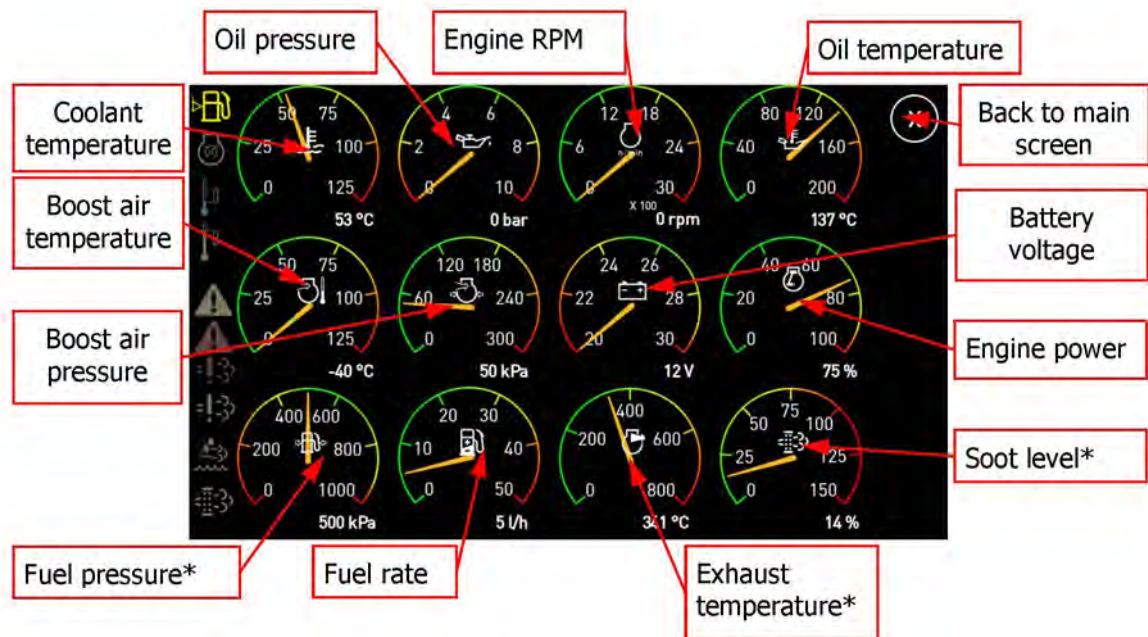 Oil pressure
Engine RPM
Oil temperature
Coolant
temperature
Back to main
screen
Boost air
temperature
Battery
voltage
Boost air
pressure
Engine power
Soot level*
Fuel pressure*
Fuel rate
Exhaust
temperature*
0 25 50 75 100 125
53 °C
0 2 4 6 8 10
0 bar
0 6 12 18 24 30
n/min
X 100
0 rpm
0 40 80 120 160 200
137 °C
X
0 25 50 75 100 125
-40 °C
0 60 120 180 240 300
50 kPa
20 22 24 26 28 30
12 V
0 20 40 60 80 100
75 %
0 200 400 600 800 1000
500 kPa
0 10 20 30 40 50
5 l/h
0 200 400 600 800
341 °C
0 25 50 75 100 125 150
14 %